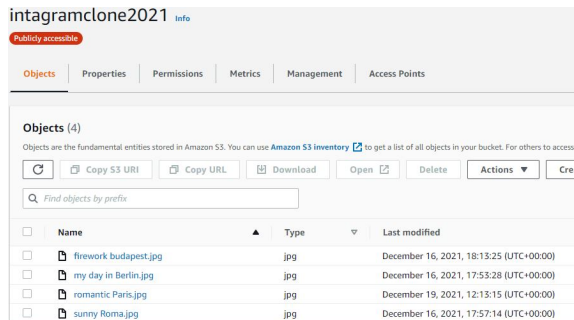 intagramclone2021 Info
Publicly accessible
Objects Properties Permissions Metrics Management Access Points
Objects (4)
Objects are the fundamental entities stored in Amazon S3. You can use Amazon S3 inventory to get a list of all objects in your bucket. For others to access
Copy S3 URI Copy URL Download Open Delete Actions Cre
Find objects by prefix
Name Type Last modified
firework budapest.jpg jpg December 16, 2021, 18:13:25 (UTC+00:00)
my day in Berlin.jpg jpg December 16, 2021, 17:53:28 (UTC+00:00)
romantic Paris.jpg jpg December 19, 2021, 12:13:15 (UTC+00:00)
sunny Roma.jpg jpg December 16, 2021, 17:57:14 (UTC+00:00)